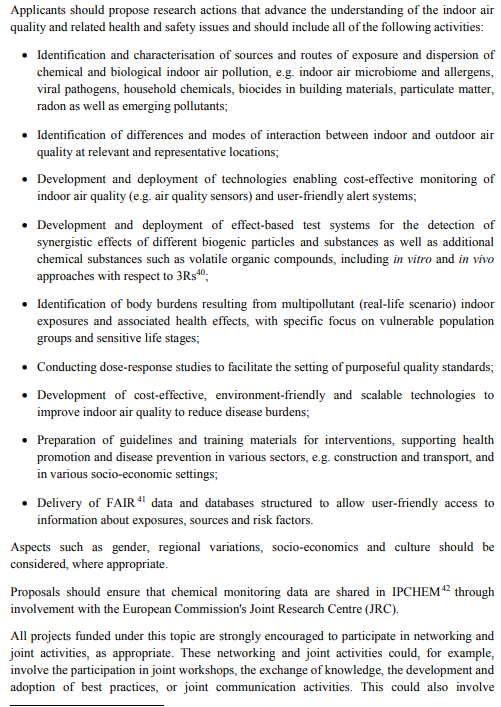 Applicants should propose research actions that advance the understanding of the indoor air
quality and related health and safety issues and should include all of the following activities:
• Identification and characterisation of sources and routes of exposure and dispersion of
chemical and biological indoor air pollution, e.g. indoor air microbiome and allergens,
viral pathogens, household chemicals, biocides in building materials, particulate matter,
radon as well as emerging pollutants;
• Identification of differences and modes of interaction between indoor and outdoor air
quality at relevant and representative locations;
• Development and deployment of technologies enabling cost-effective monitoring of
indoor air quality (e.g. air quality sensors) and user-friendly alert systems;
• Development and deployment of effect-based test systems for the detection of
synergistic effects of different biogenic particles and substances as well as additional
chemical substances such as volatile organic compounds, including in vitro and in vivo
approaches with respect to 3Rs40;
• Identification of body burdens resulting from multipollutant (real-life scenario) indoor
exposures and associated health effects, with specific focus on vulnerable population
groups and sensitive life stages;
• Conducting dose-response studies to facilitate the setting of purposeful quality standards;
• Development of cost-effective, environment-friendly and scalable technologies to
improve indoor air quality to reduce disease burdens;
• Preparation of guidelines and training materials for interventions, supporting health
promotion and disease prevention in various sectors, e.g. construction and transport, and
in various socio-economic settings;
• Delivery of FAIR 41 data and databases structured to allow user-friendly access to
information about exposures, sources and risk factors.
Aspects such as gender, regional variations, socio-economics and culture should be
considered, where appropriate.
Proposals should ensure that chemical monitoring data are shared in IPCHEM 42 through
involvement with the European Commission's Joint Research Centre (JRC).
All projects funded under this topic are strongly encouraged to participate in networking and
joint activities, as appropriate. These networking and joint activities could, for example,
involve the participation in joint workshops, the exchange of knowledge, the development and
adoption of best practices, or joint communication activities. This could also involve